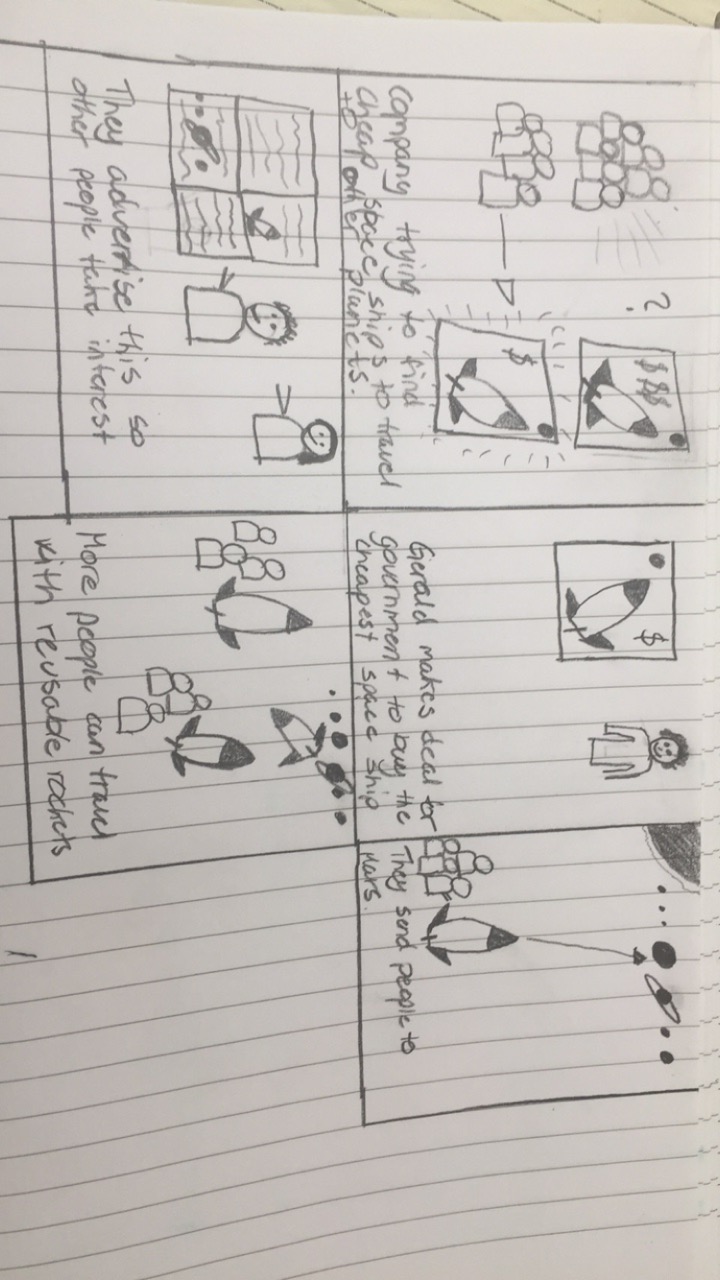 ?
$$$
$
Company trying to find
cheap space ships to travel
to other planets.
$
Gerald makes deal for
government to buy the
cheapest space ship
They send people to
Mars.
They advertise this so
other people take interest
More people can travel
with reusable rockets